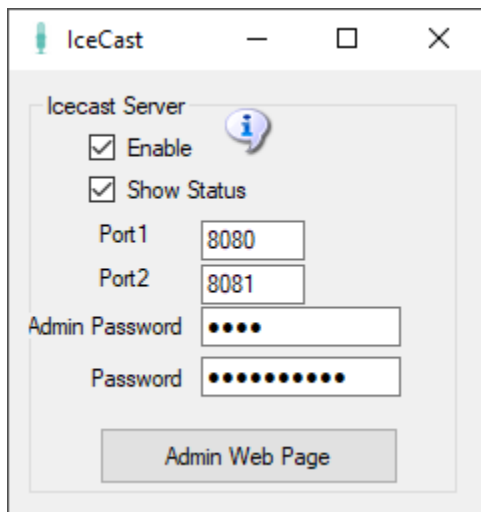 IceCast
Icecast Server
Enable
Show Status
Port1 8080
Port2 8081
Admin Password ••••
Password ••••••••••
Admin Web Page